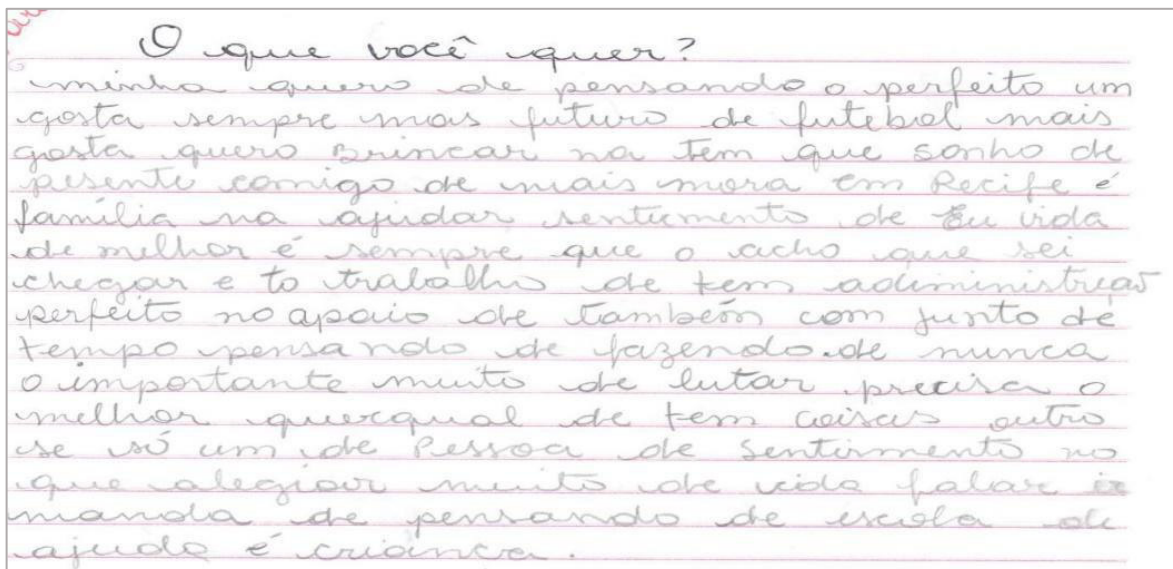 O que você quer?
minha quero de pensando o perfeito um
gosta sempre mas futuro de futebol mais
gosta quero Brincar na tem que sonho de
presente comigo de mais mora em Recife é
família na ajudar sentimento de Eu vida
de melhor é sempre que o acho que sei
chegar e to trabalho de tem
perfeito no apoio de também com junto de
tempo pensando de fazendo.de nunca
o importante muito de lutar precisa o
melhor de tem coisas outro
se só um de Pessoa de Sentimento no
que muito de vida falar
manda de pensando de escola de
ajuda é criança.